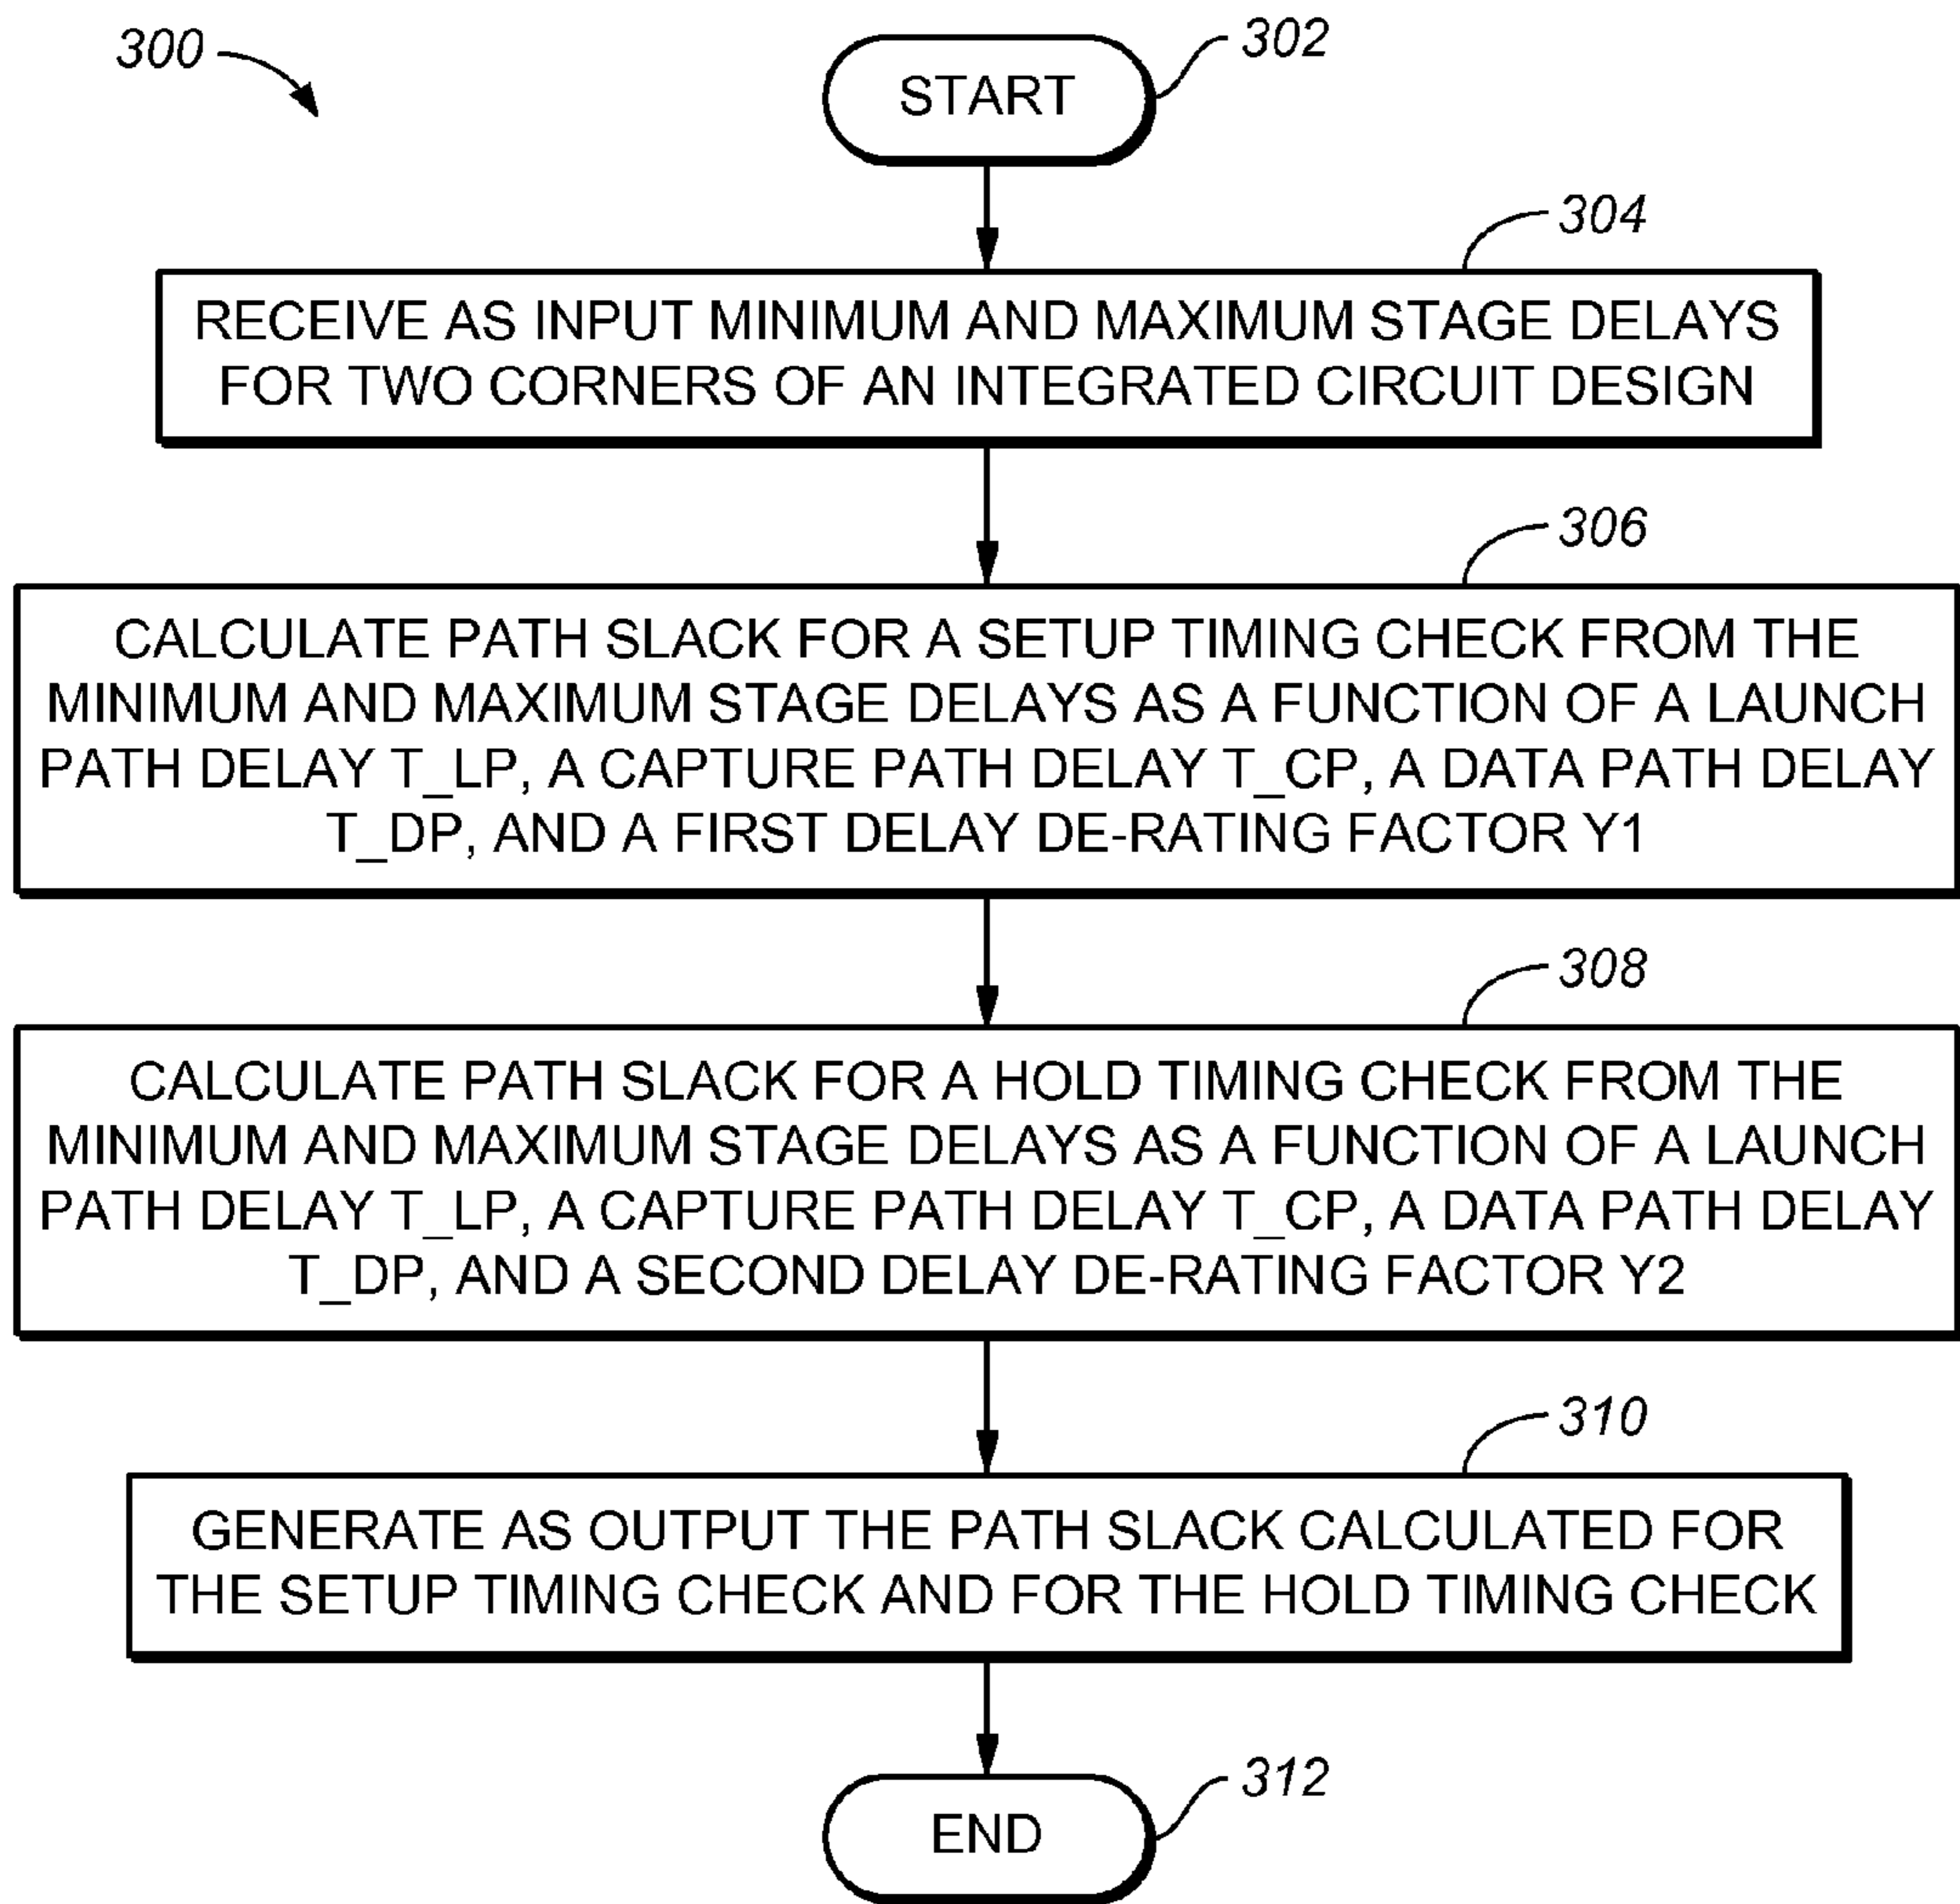 300
302
START
304
RECEIVE AS INPUT MINIMUM AND MAXIMUM STAGE DELAYS
FOR TWO CORNERS OF AN INTEGRATED CIRCUIT DESIGN
306
CALCULATE PATH SLACK FOR A SETUP TIMING CHECK FROM THE
MINIMUM AND MAXIMUM STAGE DELAYS AS A FUNCTION OF A LAUNCH
PATH DELAY T_LP, A CAPTURE PATH DELAY T_CP, A DATA PATH DELAY
T_DP, AND A FIRST DELAY DE-RATING FACTOR Y1
308
CALCULATE PATH SLACK FOR A HOLD TIMING CHECK FROM THE
MINIMUM AND MAXIMUM STAGE DELAYS AS A FUNCTION OF A LAUNCH
PATH DELAY T_LP, A CAPTURE PATH DELAY T_CP, A DATA PATH DELAY
T_DP, AND A SECOND DELAY DE-RATING FACTOR Y2
310
GENERATE AS OUTPUT THE PATH SLACK CALCULATED FOR
THE SETUP TIMING CHECK AND FOR THE HOLD TIMING CHECK
312
END